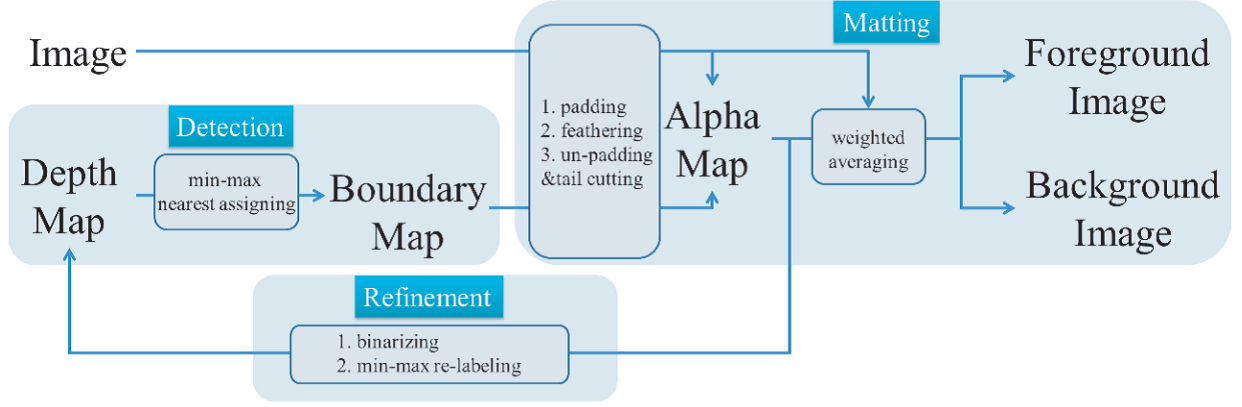 Image
Detection
Depth
Map
min-max
nearest assigning
Boundary
Map
Matting
1. padding
2. feathering
3. un-padding
&tail cutting
Alpha
Map
weighted
averaging
Foreground
Image
Background
Image
Refinement
1. binarizing
2. min-max re-labeling